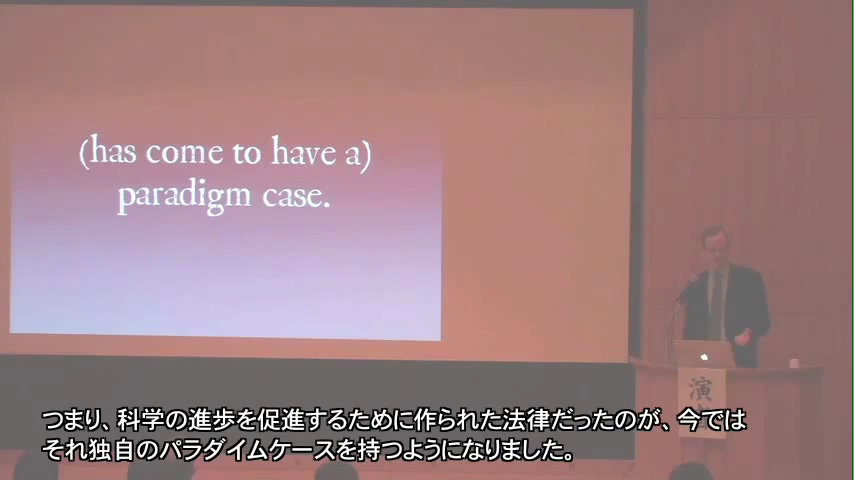 (has come to have a)
paradigm case.
演
つまり、科学の進歩を促進するために作られた法律だったのが、今では
それ独自のパラダイムケースを持つようになりました。